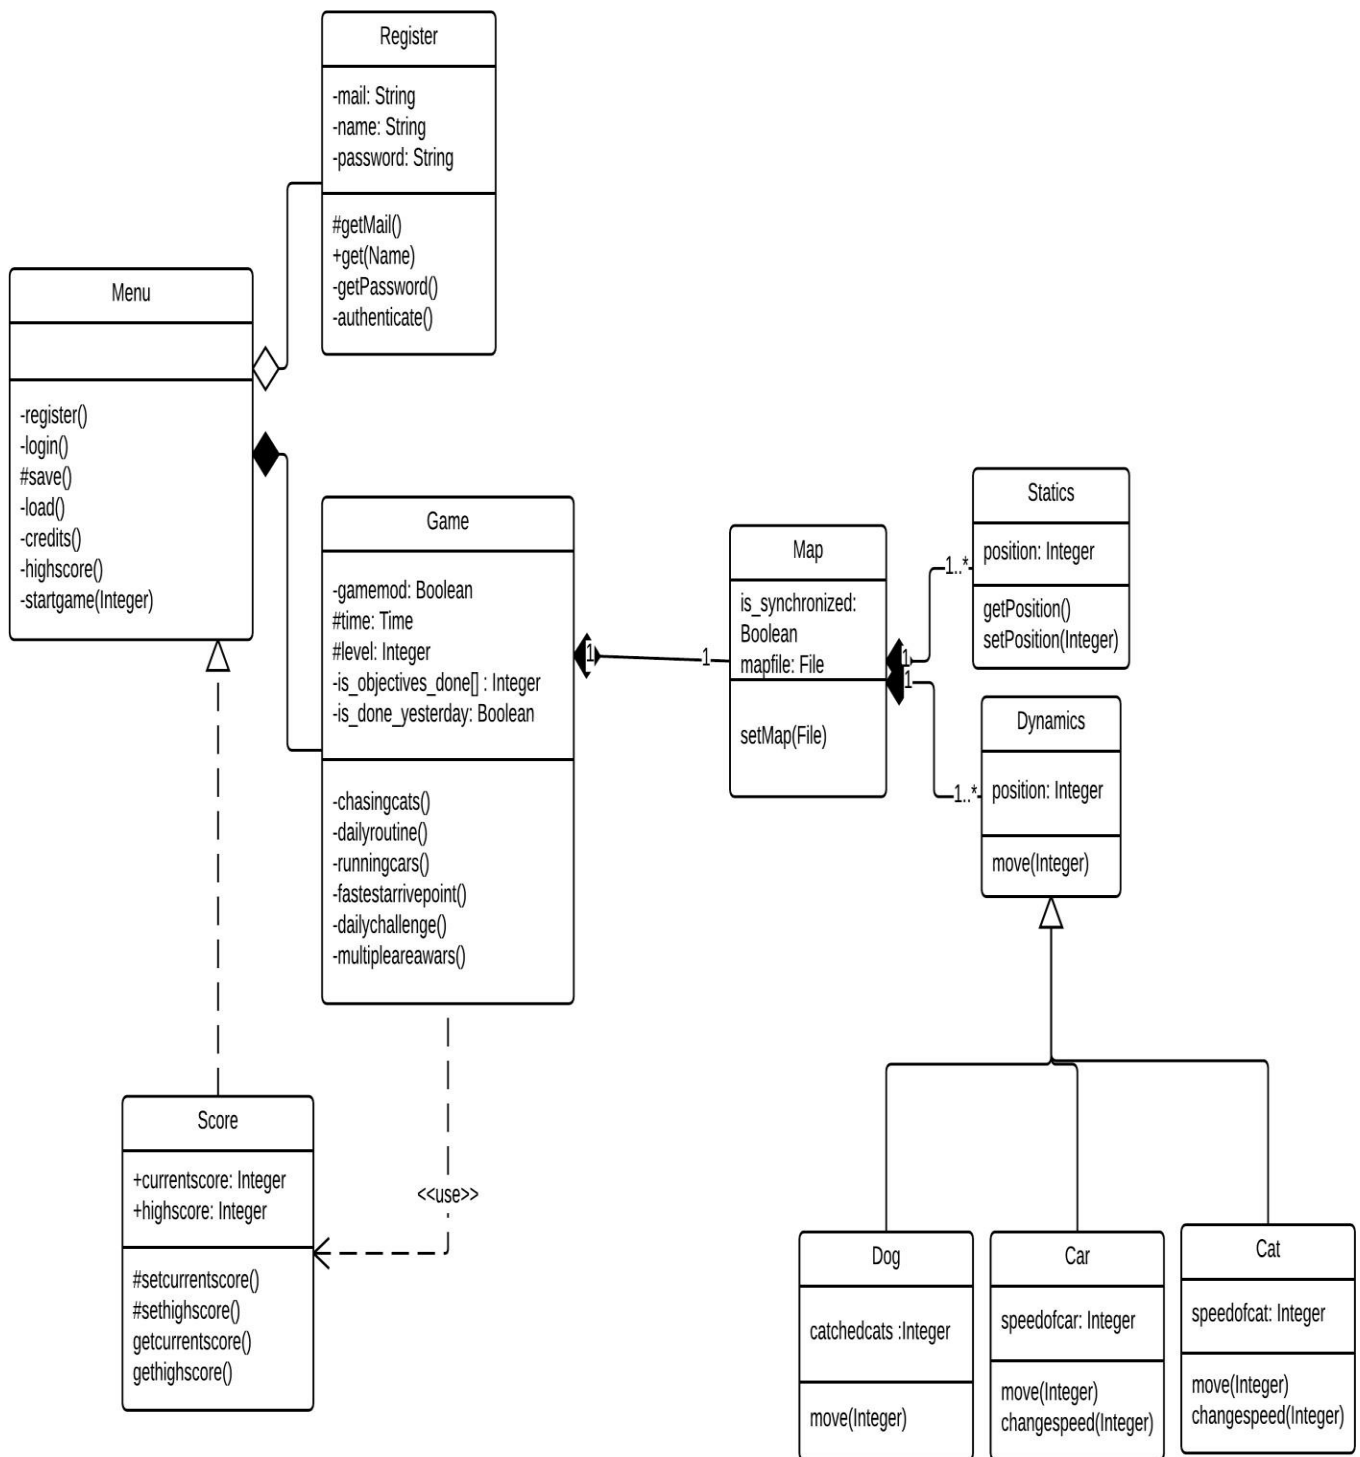 Register
-mail: String
-name: String
-password: String
#getMail()
+get(Name)
-getPassword()
-authenticate()
Menu
-register()
-login()
#save()
-load()
-credits()
-highscore()
-startgame(Integer)
Game
-gamemod: Boolean
#time: Time
#level: Integer
-is_objectives_done[] : Integer
-is_done_yesterday: Boolean
-chasingcats()
-dailyroutine()
-runningcars()
-fastestarrivepoint()
-dailychallenge()
-multipleareawars()
1
1
Map
is_synchronized:
Boolean
mapfile: File
setMap(File)
1
1..*
1
1..*
Statics
position: Integer
getPosition()
setPosition(Integer)
Dynamics
position: Integer
move(Integer)
Score
+currentscore: Integer
+highscore: Integer
#setcurrentscore()
#sethighscore()
getcurrentscore()
gethighscore()
<<use>>
Dog
catchedcats :Integer
move(Integer)
Car
speedofcar: Integer
move(Integer)
changespeed(Integer)
Cat
speedofcat: Integer
move(Integer)
changespeed(Integer)